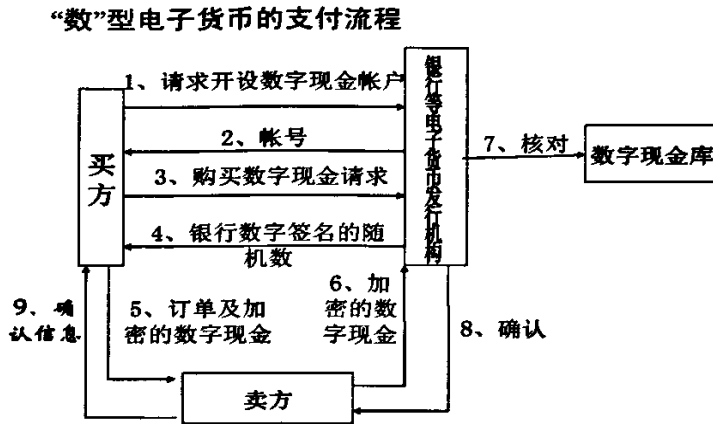 “数”型电子货币的支付流程
1、请求开设数字现金帐户
2、帐号
3、购买数字现金请求
4、银行数字签名的随
机数
买方
银行等电子货币发行机构
7、核对
数字现金库
9、确
认信息
5、订单及加
密的数字现金
6、加
密的数
字现金
8、确认
卖方